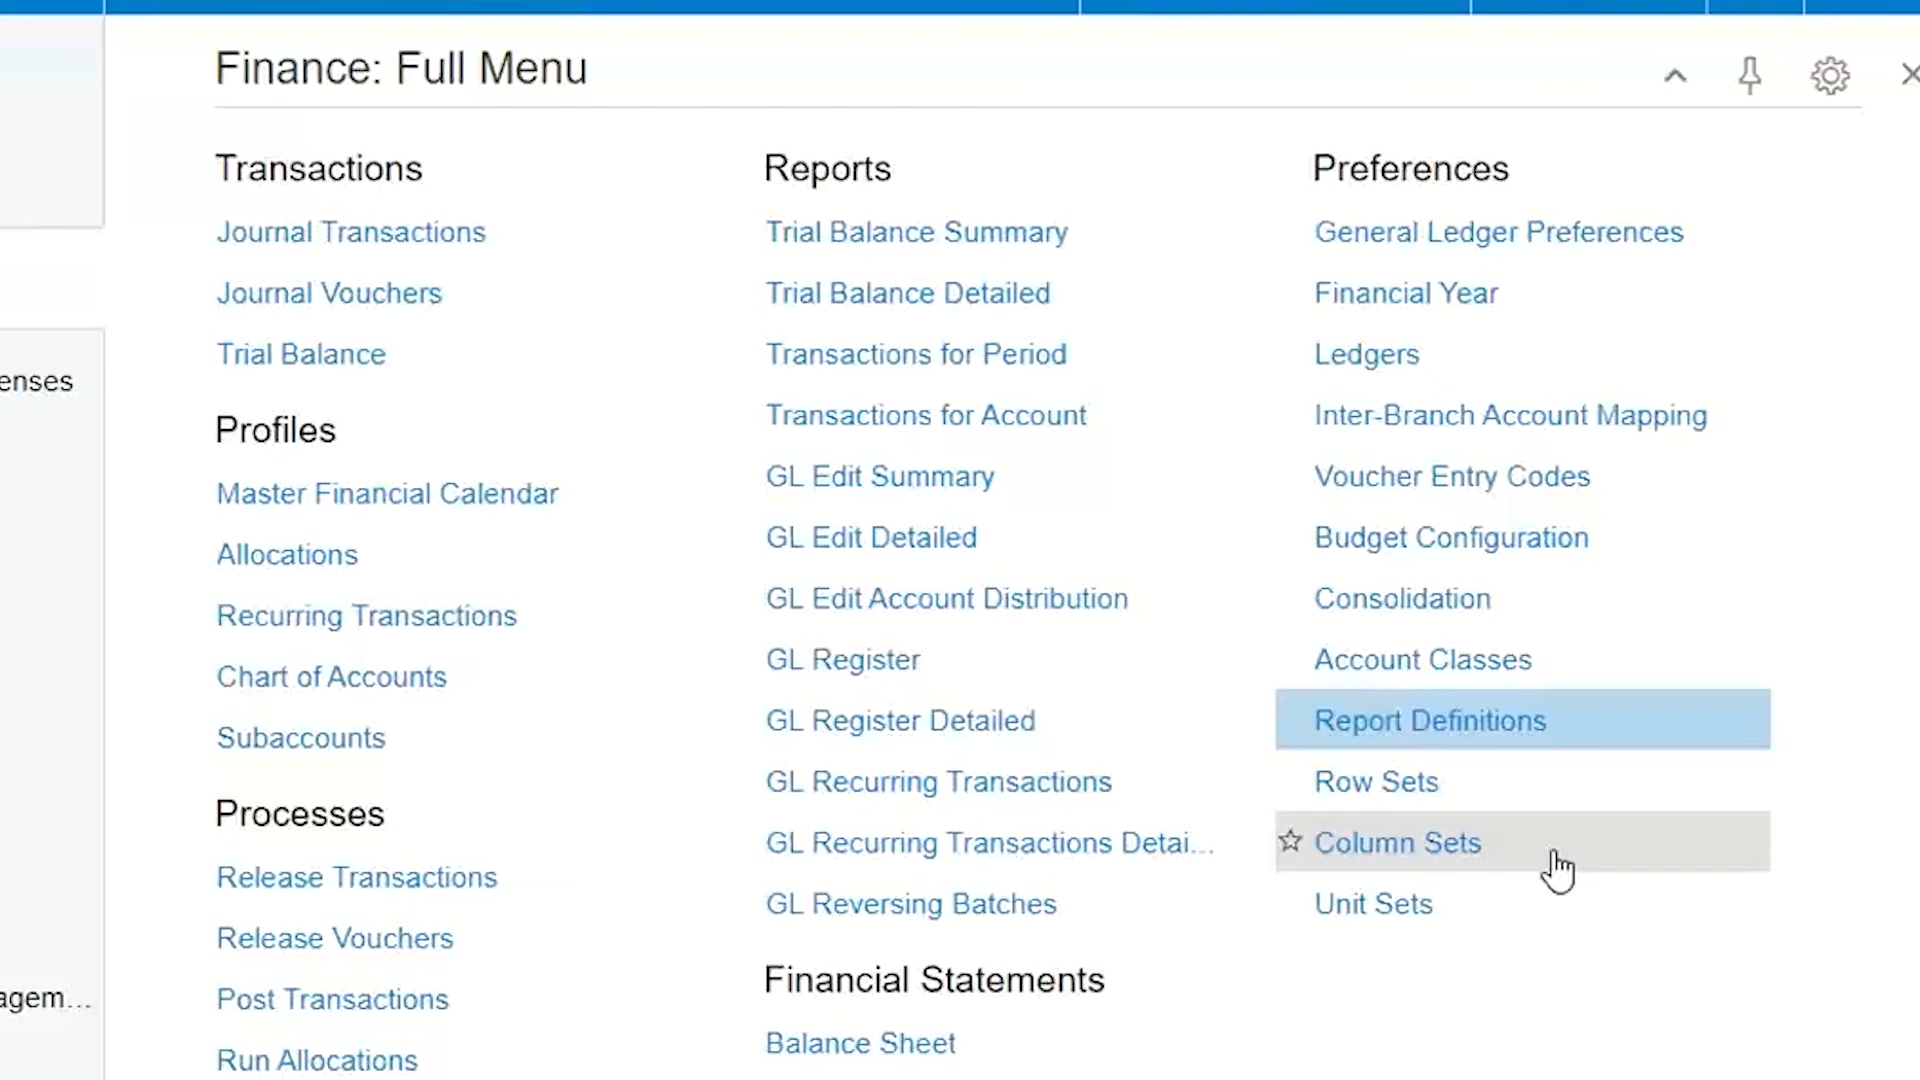 Finance: Full Menu
Transactions
Journal Transactions
Journal Vouchers
Trial Balance
Profiles
Master Financial Calendar
Allocations
Recurring Transactions
Chart of Accounts
Subaccounts
Processes
Release Transactions
Release Vouchers
Post Transactions
Run Allocations
Reports
Trial Balance Summary
Trial Balance Detailed
Transactions for Period
Transactions for Account
GL Edit Summary
GL Edit Detailed
GL Edit Account Distribution
GL Register
GL Register Detailed
GL Recurring Transactions
GL Recurring Transactions Detai...
GL Reversing Batches
Financial Statements
Balance Sheet
Preferences
General Ledger Preferences
Financial Year
Ledgers
Inter-Branch Account Mapping
Voucher Entry Codes
Budget Configuration
Consolidation
Account Classes
Report Definitions
Row Sets
Column Sets
Unit Sets
enses
agem...